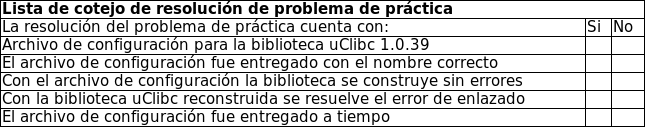 Lista de cotejo de resolución de problema de práctica
La resolución del problema de práctica cuenta con: Si No
Archivo de configuración para la biblioteca uClibc 1.0.39
El archivo de configuración fue entregado con el nombre correcto
Con el archivo de configuración la biblioteca se construye sin errores
Con la biblioteca uClibc reconstruida se resuelve el error de enlazado
El archivo de configuración fue entregado a tiempo